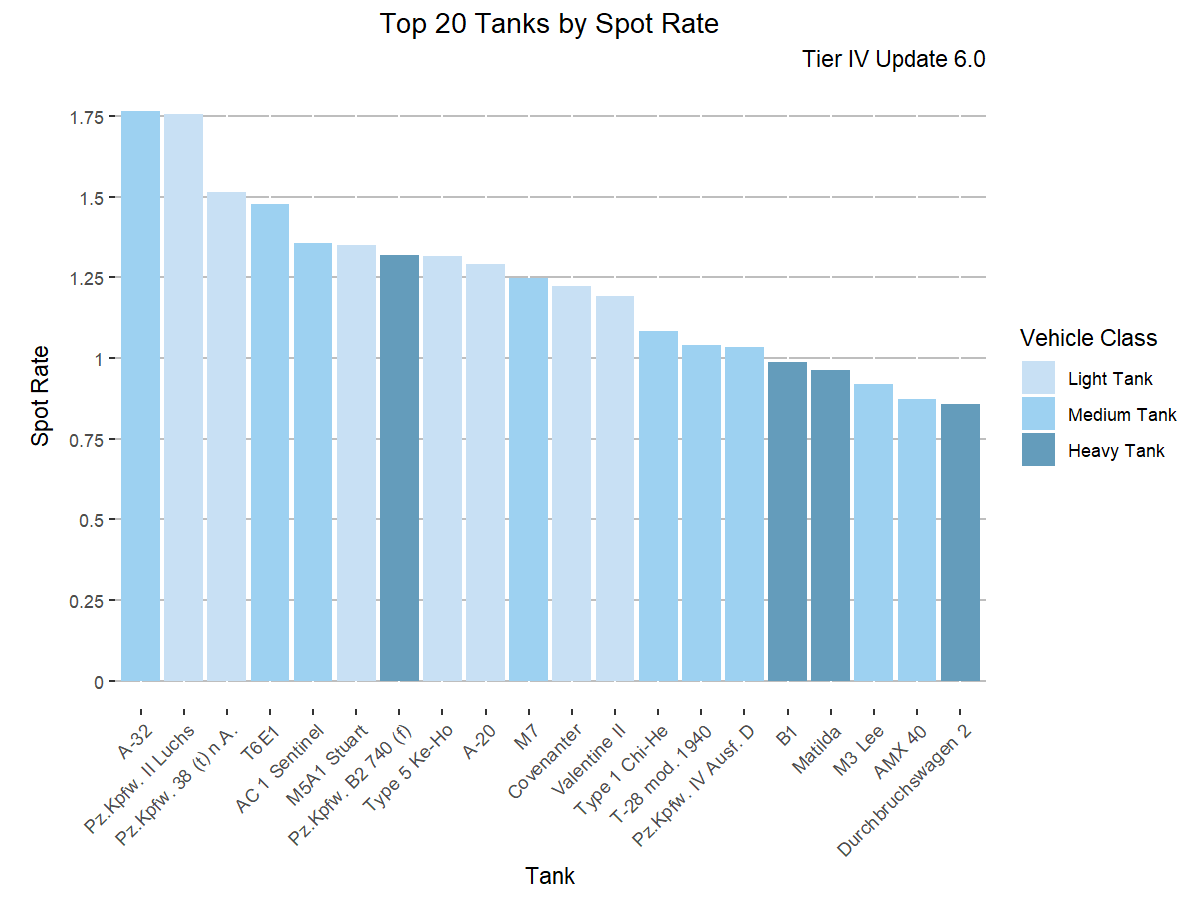 Top 20 Tanks by Spot Rate
Tier IV Update 6.0
1.75
1.5
1.25
1
0.75
0.5
0.25
0
Spot Rate
A-32
Pz.Kpfw. II Luchs
Pz.Kpfw. 38 (t) n.A.
T6E1
AC 1 Sentinel
M5A1 Stuart
Pz.Kpfw. B2 740 (f)
Type 5 Ke-Ho
A-20
M7
Covenanter
Valentine II
Type 1 Chi-He
T-28 mod. 1940
Pz.Kpfw. IV Ausf. D
B1
Matilda
M3 Lee
AMX 40
Durchbruchswagen 2
Tank
Vehicle Class
Light Tank
Medium Tank
Heavy Tank